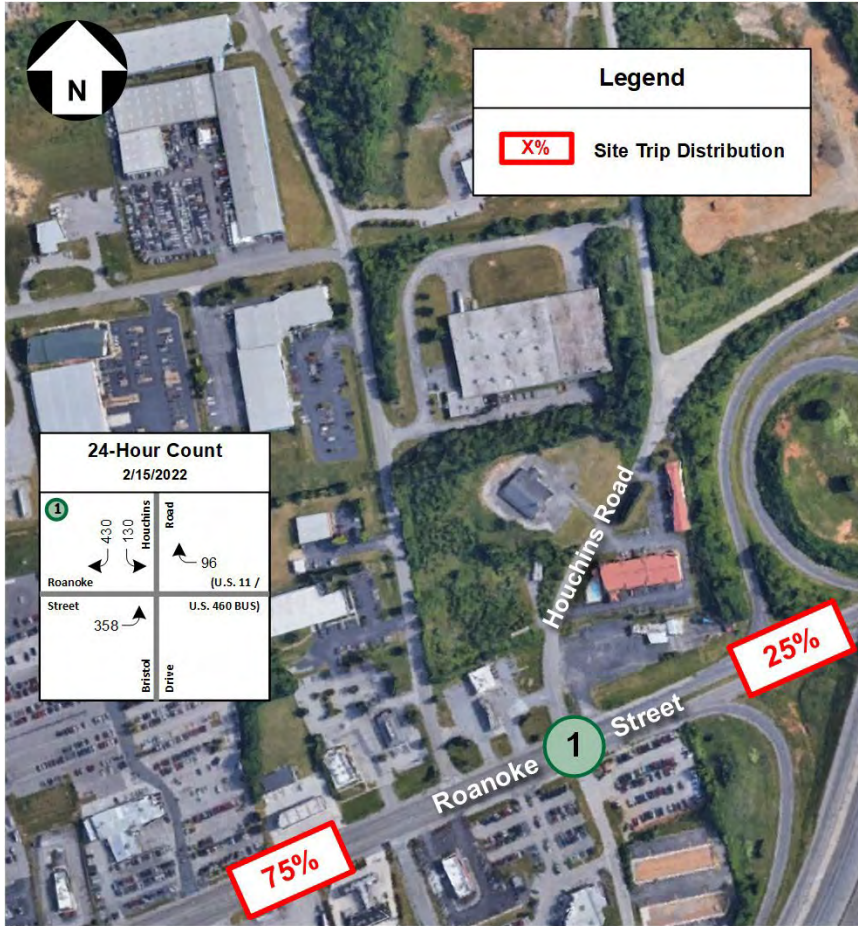 N
Legend
X% Site Trip Distribution
24-Hour Count
2/15/2022
1
430
130
Houchins
Road
96
Roanoke
(U.S. 11 /
Street
U.S. 460 BUS)
358
Bristol
Drive
Houchins Road
25%
1
Roanoke Street
75%